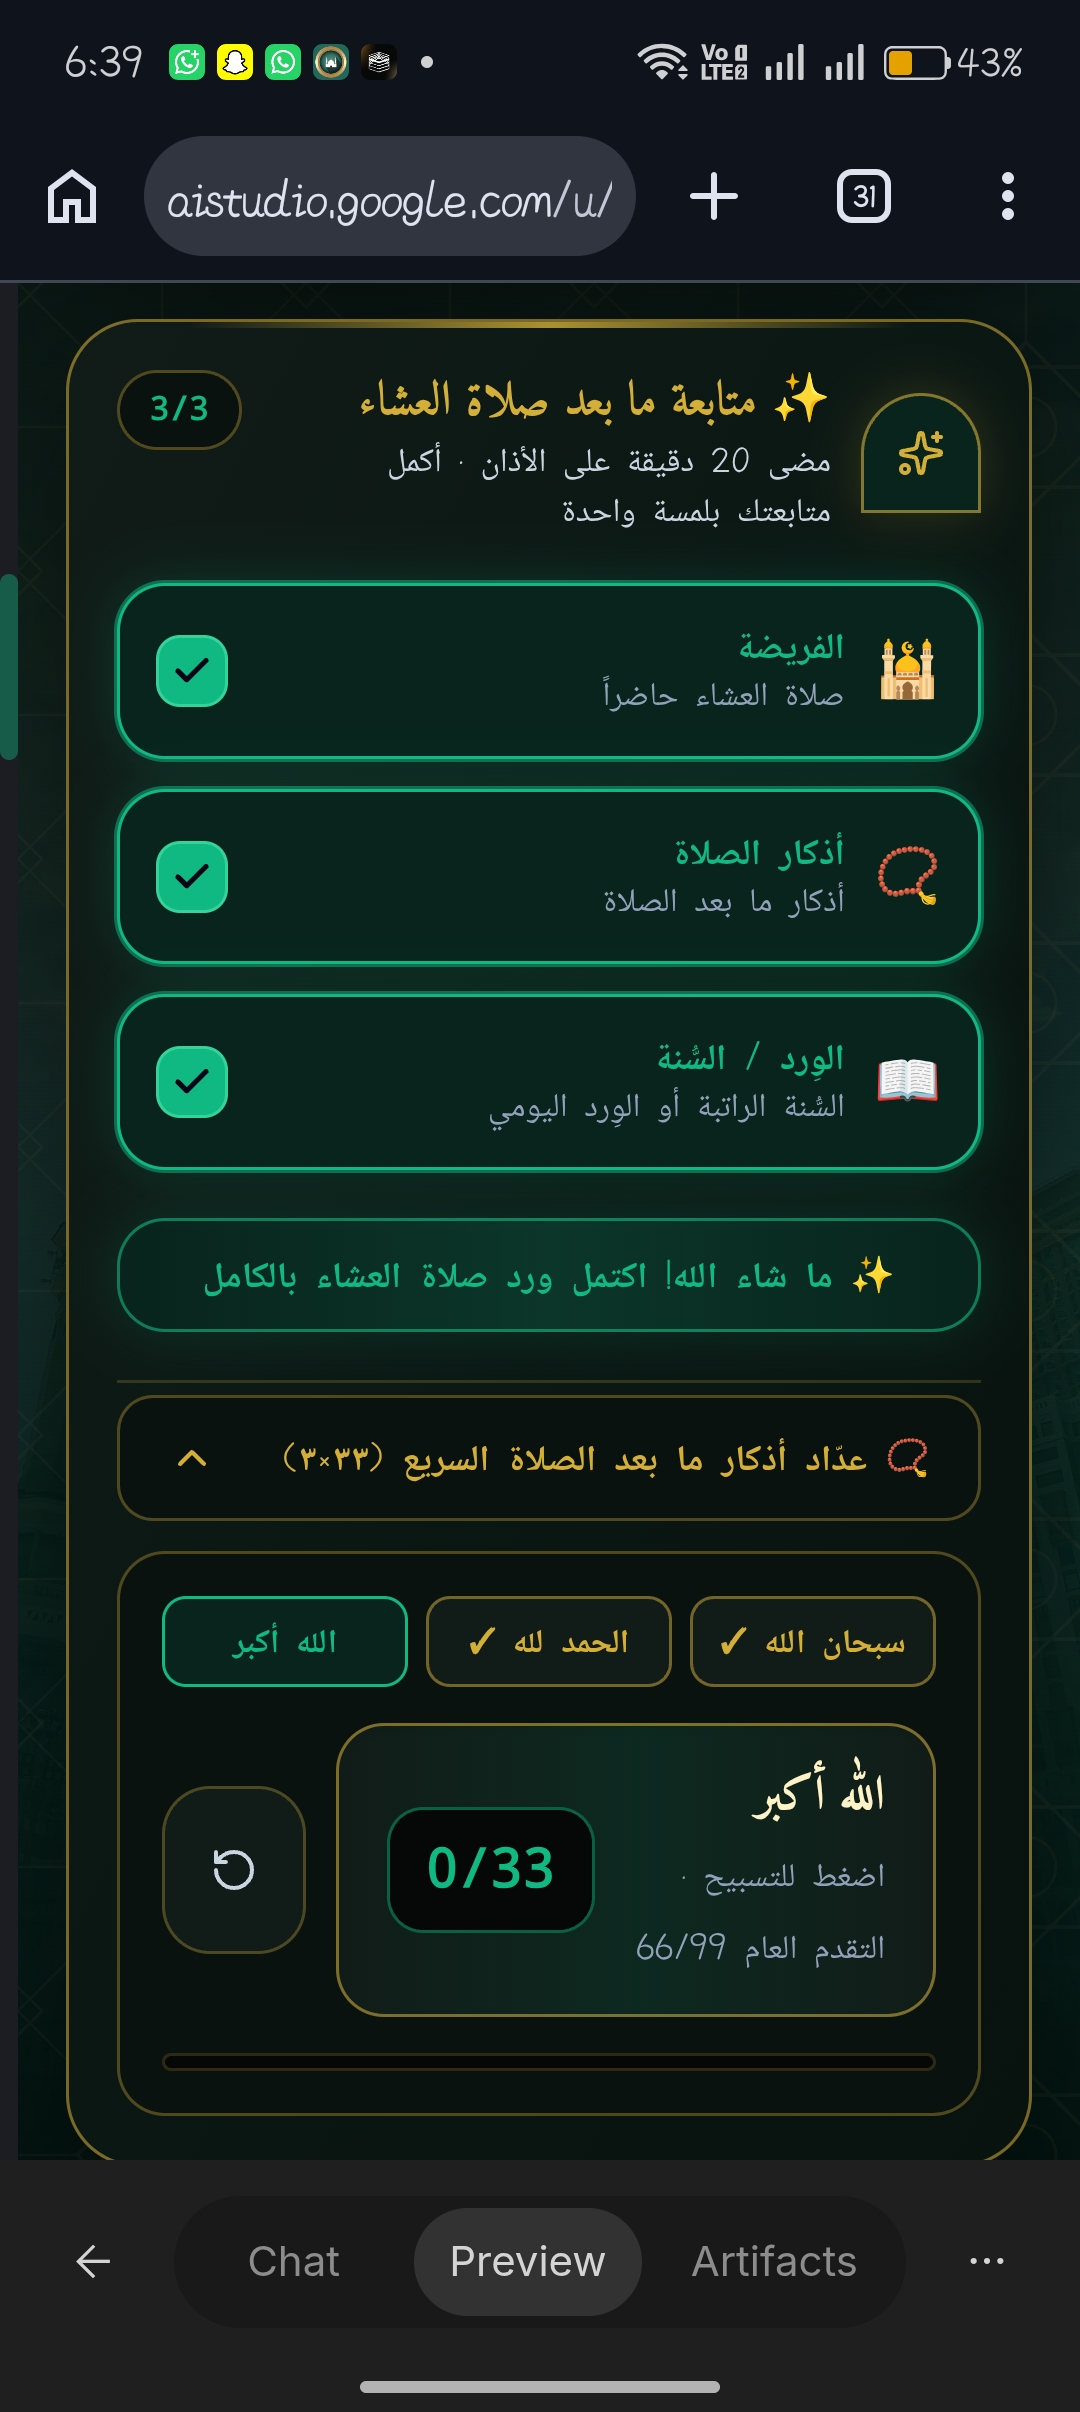 6:39
Vo 1
LTE 2
43%
aistudio.google.com/u/
31
✨ متابعة ما بعد صلاة العشاء
3/3
مضى 20 دقيقة على الأذان · أكمل
متابعتك بلمسة واحدة
الفريضة
صلاة العشاء حاضراً
أذكار الصلاة
أذكار ما بعد الصلاة
الوِرد / السُّنة
السُّنة الراتبة أو الوِرد اليومي
✨ ما شاء الله! اكتمل ورد صلاة العشاء بالكامل
📿 عدّاد أذكار ما بعد الصلاة السريع (٣٣×٣)
سبحان الله ✓
الحمد لله ✓
الله أكبر
الله أكبر
اضغط للتسبيح ·
التقدم العام 66/99
0/33
Chat
Preview
Artifacts